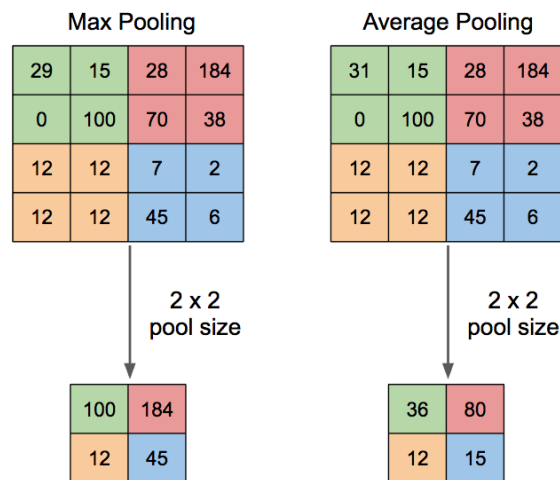 Max Pooling Average Pooling
29 15 28 184 31 15 28 184
0 100 70 38 0 100 70 38
12 12 7 2 12 12 7 2
12 12 45 6 12 12 45 6
2 x 2 2 x 2
pool size pool size
100 184 36 80
12 45 12 15